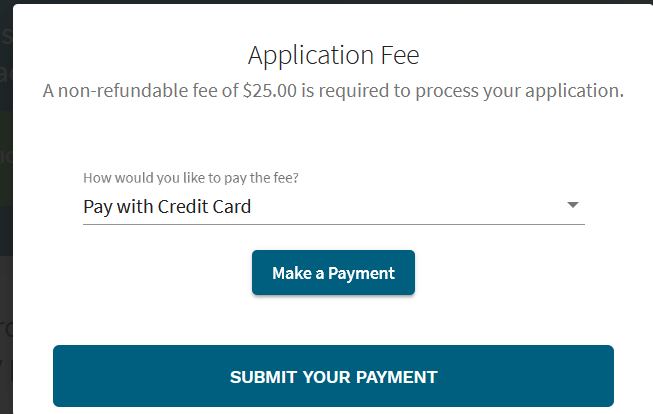 Application Fee
A non-refundable fee of $25.00 is required to process your application.
How would you like to pay the fee?
Pay with Credit Card
Make a Payment
SUBMIT YOUR PAYMENT